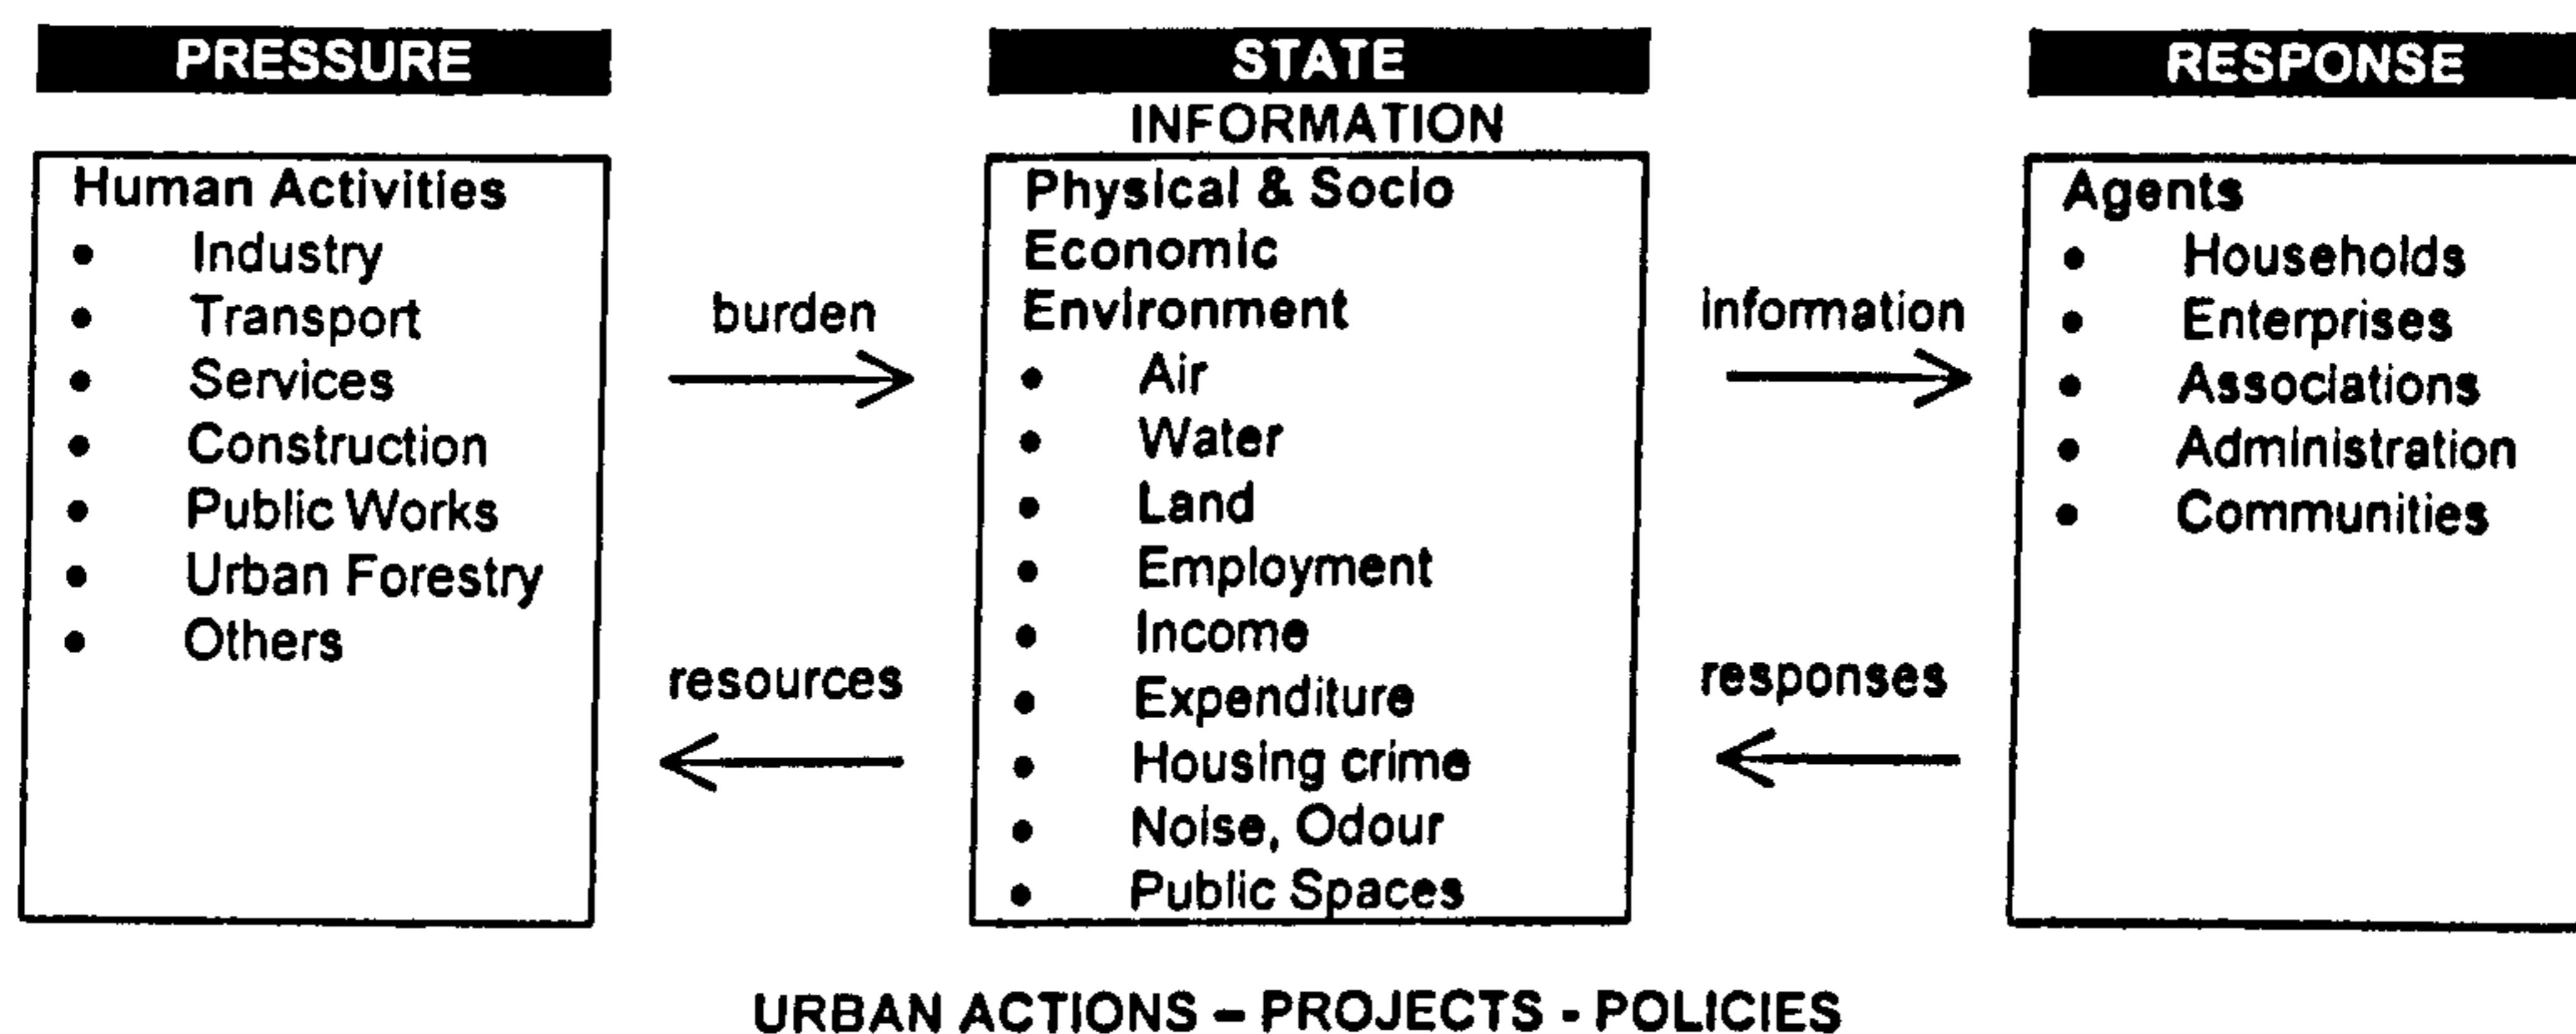 PRESSURE
Human Activities
• Industry
• Transport
• Services
• Construction
• Public Works
• Urban Forestry
• Others
burden
resources
STATE
INFORMATION
Physical & Socio
Economic
Environment
• Air
• Water
• Land
• Employment
• Income
• Expenditure
• Housing crime
• Noise, Odour
• Public Spaces
information
responses
RESPONSE
Agents
• Households
• Enterprises
• Associations
• Administration
• Communities
URBAN ACTIONS – PROJECTS - POLICIES